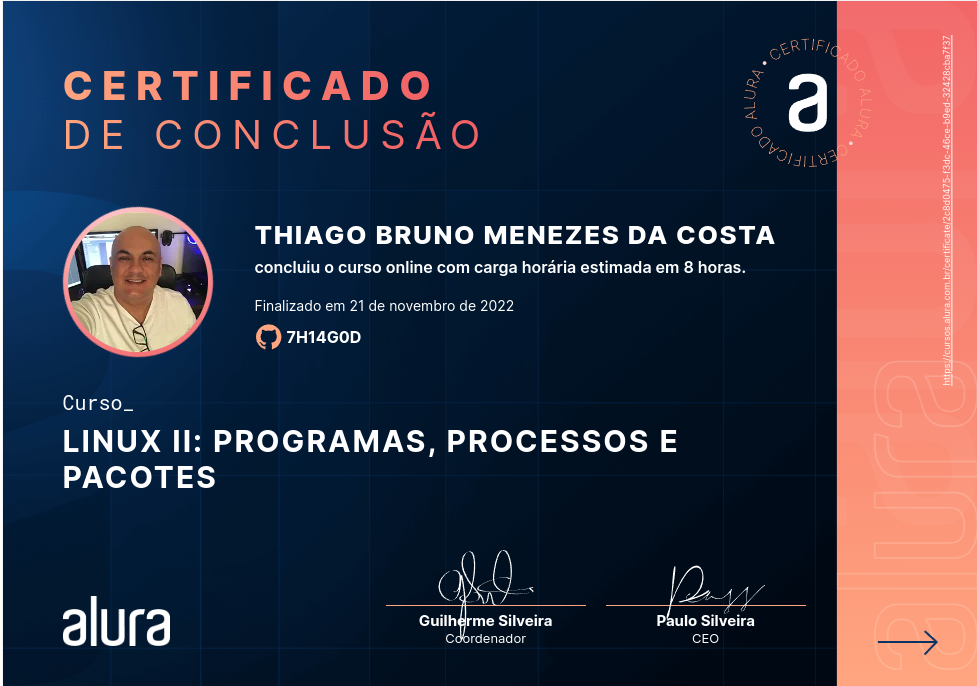 CERTIFICADO
DE CONCLUSÃO
CERTIFICADO ALURA • CERTIFICADO ALURA •
a
https://cursos.alura.com.br/certificate/2c8d0475-f3dc-46ce-b9ed-32428cba7f37
THIAGO BRUNO MENEZES DA COSTA
concluiu o curso online com carga horária estimada em 8 horas.
Finalizado em 21 de novembro de 2022
7H14G0D
Curso_
LINUX II: PROGRAMAS, PROCESSOS E
PACOTES
alura
Guilherme Silveira
Coordenador
Paulo Silveira
CEO
alura